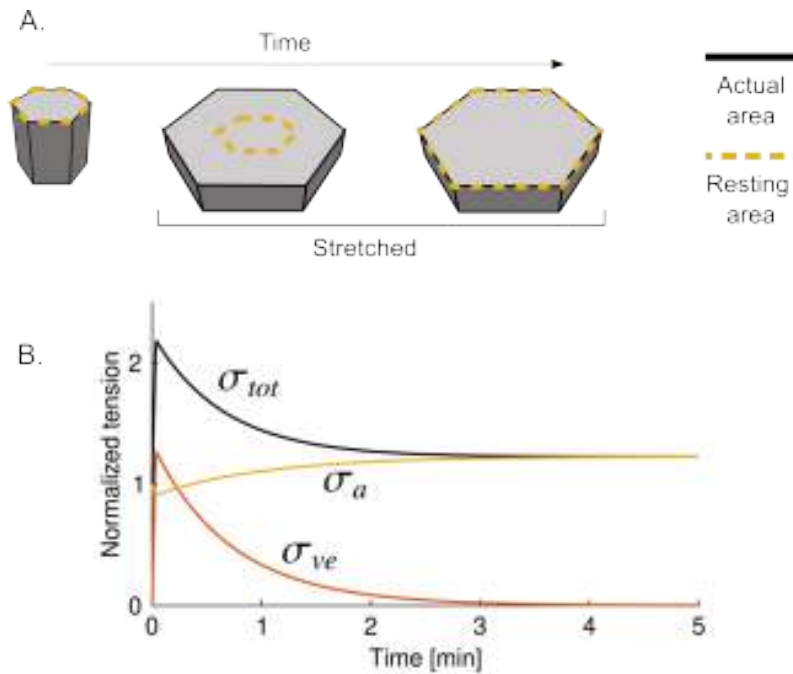 A.
Time
Actual
area
Resting
area
Stretched
B.
Normalized tension
2
1
0
σtot
σa
σve
0 1 2 3 4 5
Time [min]